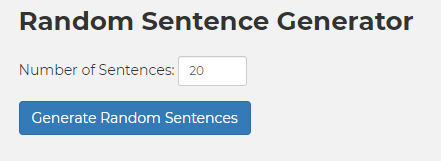 Random Sentence Generator
Number of Sentences: 20
Generate Random Sentences